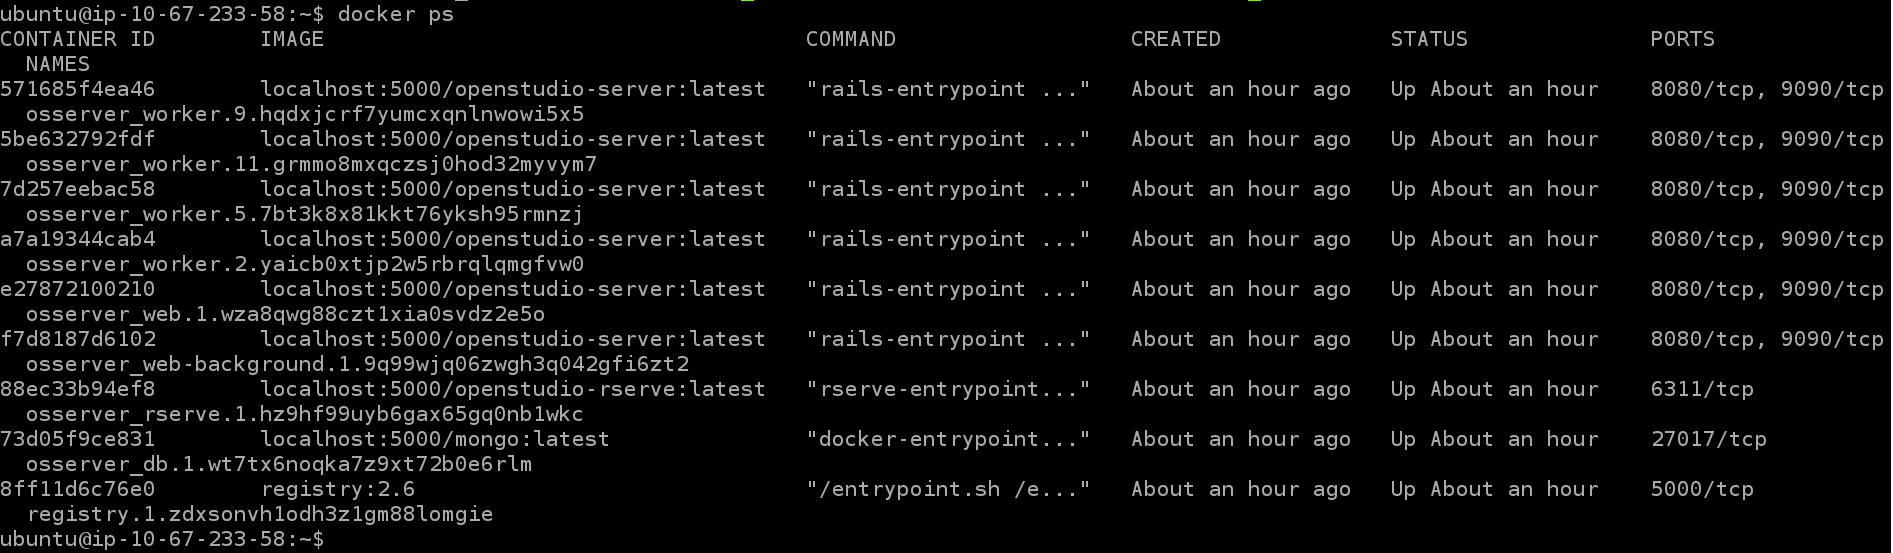 ubuntu@ip-10-67-233-58:~$ docker ps
CONTAINER ID        IMAGE                                     COMMAND                  CREATED             STATUS              PORTS
  NAMES
571685f4ea46        localhost:5000/openstudio-server:latest   "rails-entrypoint ..."   About an hour ago   Up About an hour    8080/tcp, 9090/tcp
  osserver_worker.9.hqdxjcrf7yumcxqnlnwowi5x5
5be632792fdf        localhost:5000/openstudio-server:latest   "rails-entrypoint ..."   About an hour ago   Up About an hour    8080/tcp, 9090/tcp
  osserver_worker.11.grmmo8mxqczsj0hod32myvym7
7d257eebac58        localhost:5000/openstudio-server:latest   "rails-entrypoint ..."   About an hour ago   Up About an hour    8080/tcp, 9090/tcp
  osserver_worker.5.7bt3k8x81kkt76yksh95rmnzj
a7a19344cab4        localhost:5000/openstudio-server:latest   "rails-entrypoint ..."   About an hour ago   Up About an hour    8080/tcp, 9090/tcp
  osserver_worker.2.yaicb0xtjp2w5rbrqlqmgfvw0
e27872100210        localhost:5000/openstudio-server:latest   "rails-entrypoint ..."   About an hour ago   Up About an hour    8080/tcp, 9090/tcp
  osserver_web.1.wza8qwg88czt1xia0svdz2e5o
f7d8187d6102        localhost:5000/openstudio-server:latest   "rails-entrypoint ..."   About an hour ago   Up About an hour    8080/tcp, 9090/tcp
  osserver_web-background.1.9q99wjq06zwgh3q042gfi6zt2
88ec33b94ef8        localhost:5000/openstudio-rserve:latest   "rserve-entrypoint..."   About an hour ago   Up About an hour    6311/tcp
  osserver_rserve.1.hz9hf99uyb6gax65gq0nb1wkc
73d05f9ce831        localhost:5000/mongo:latest               "docker-entrypoint..."   About an hour ago   Up About an hour    27017/tcp
  osserver_db.1.wt7tx6noqka7z9xt72b0e6rlm
8ff11d6c76e0        registry:2.6                              "/entrypoint.sh /e..."   About an hour ago   Up About an hour    5000/tcp
  registry.1.zdxsonvh1odh3z1gm88lomgie
ubuntu@ip-10-67-233-58:~$